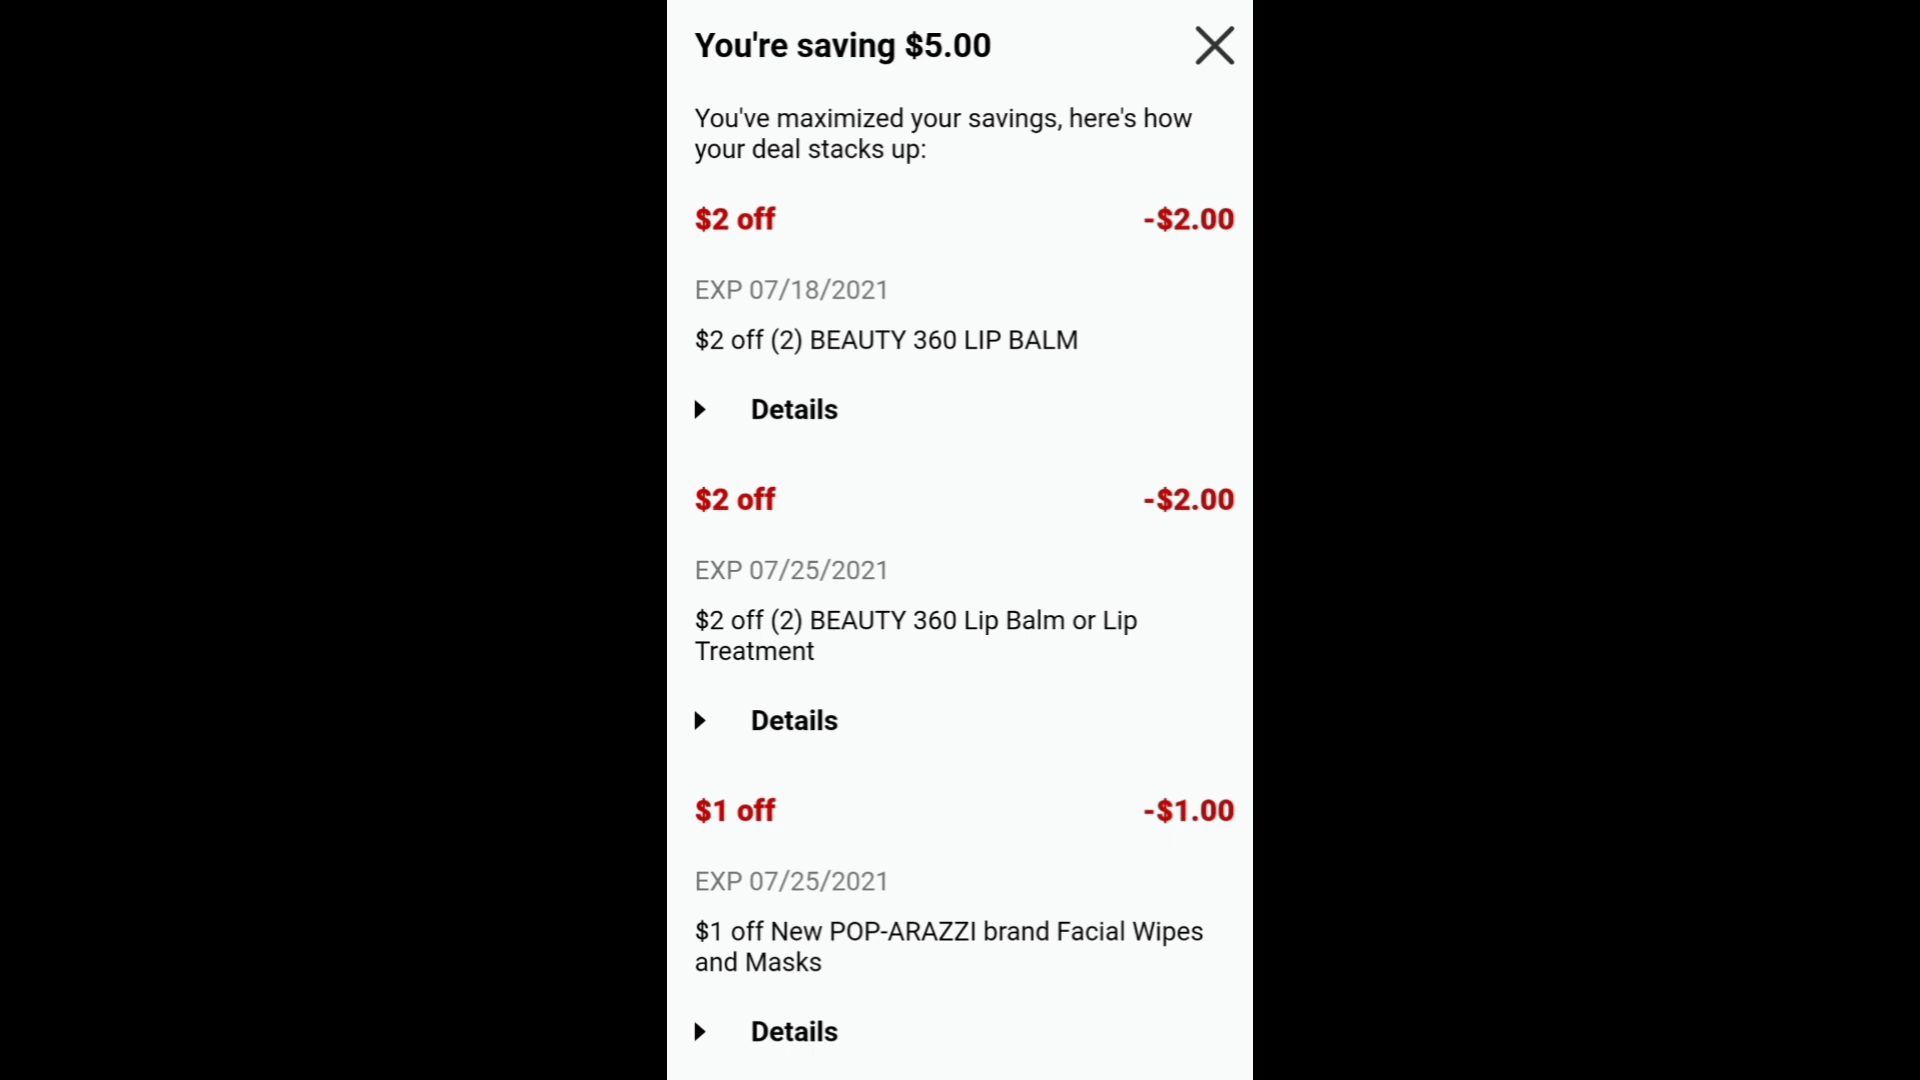 You're saving $5.00
You've maximized your savings, here's how
your deal stacks up:
$2 off -$2.00
EXP 07/18/2021
$2 off (2) BEAUTY 360 LIP BALM
Details
$2 off -$2.00
EXP 07/25/2021
$2 off (2) BEAUTY 360 Lip Balm or Lip
Treatment
Details
$1 off -$1.00
EXP 07/25/2021
$1 off New POP-ARAZZI brand Facial Wipes
and Masks
Details